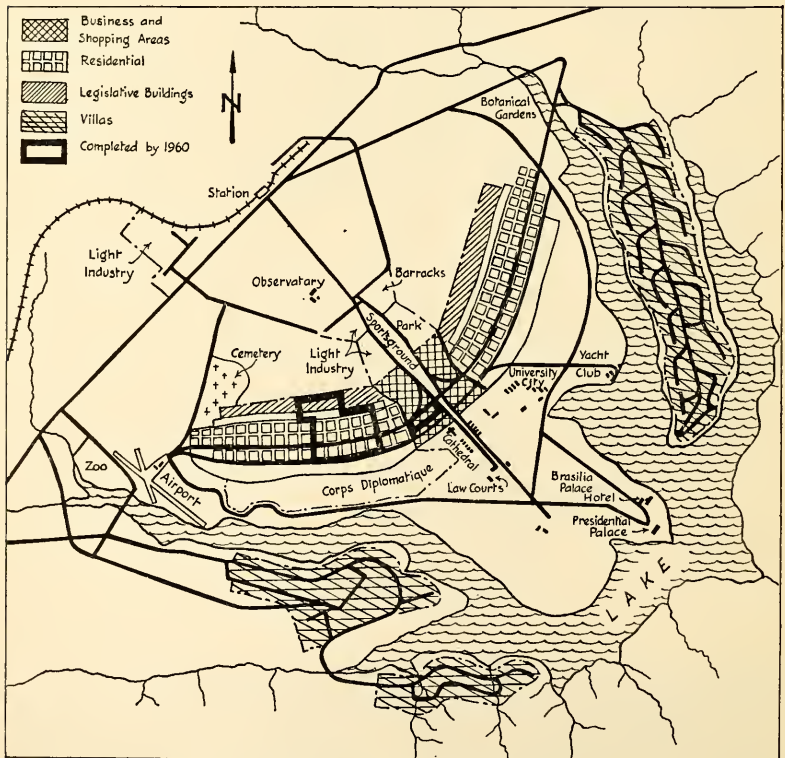 Business and
Shopping Areas
Residential
Legislative Buildings
Villas
Completed by 1960
N
Botanical
Gardens
Station
Light
Industry
Observatary
Barracks
Park
Sportsground
Light
Industry
Cemetery
Yacht
Club
University
City
Cathedral
Zoo
Airport
Corps Diplomatique
Law Courts
Brasilia
Palace
Hotel
Presidential
Palace
LAKE